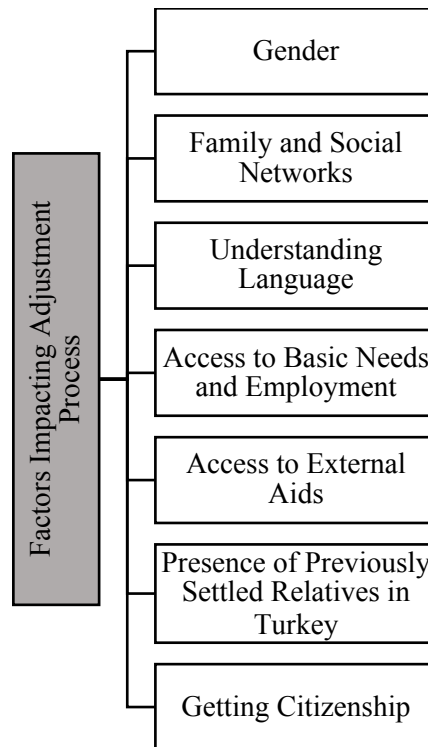 Factors Impacting Adjustment
Process
Gender
Family and Social
Networks
Understanding
Language
Access to Basic Needs
and Employment
Access to External
Aids
Presence of Previously
Settled Relatives in
Turkey
Getting Citizenship